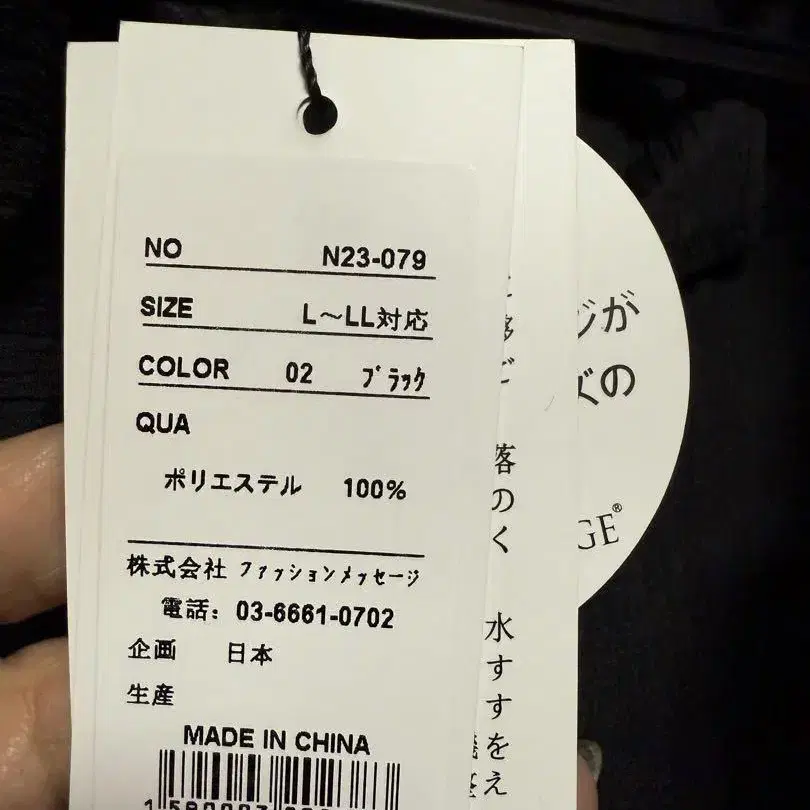 NO N23-079
SIZE L～LL対応
COLOR 02 ﾌﾞﾗｯｸ
QUA
ポリエステル 100%
株式会社 ファッションメッセージ
電話: 03-6661-0702
企画 日本
生産
MADE IN CHINA
ジが
ズの
GE®
落
の
く
水
す
す
を
え